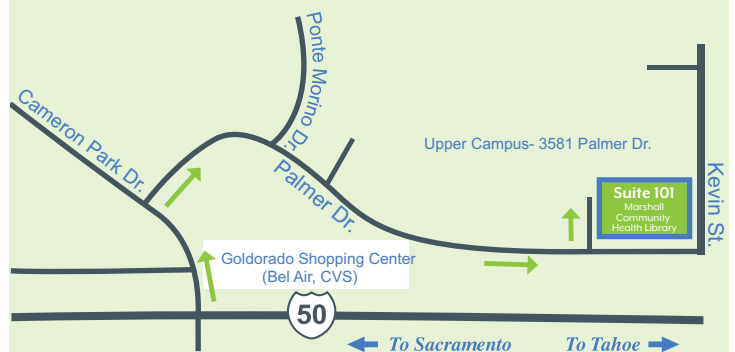 Ponte Morino Dr.
Cameron Park Dr.
Upper Campus- 3581 Palmer Dr.
Palmer Dr.
Kevin St.
Suite 101
Marshall
Community
Health Library
Goldorado Shopping Center
(Bel Air, CVS)
50
To Sacramento
To Tahoe